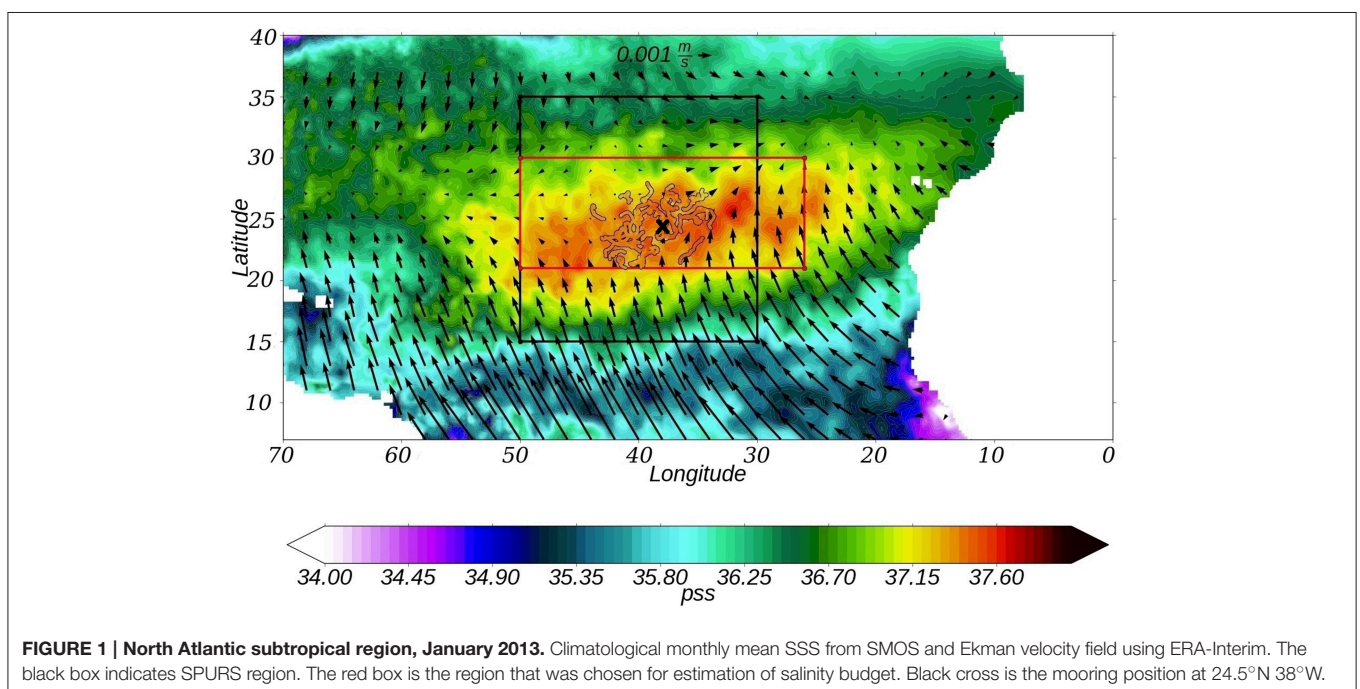 0.001 m/s
40
35
30
25
20
15
10
Latitude
70 60 50 40 30 20 10 0
Longitude
34.00 34.45 34.90 35.35 35.80 36.25 36.70 37.15 37.60
pss
FIGURE 1 | North Atlantic subtropical region, January 2013. Climatological monthly mean SSS from SMOS and Ekman velocity field using ERA-Interim. The
black box indicates SPURS region. The red box is the region that was chosen for estimation of salinity budget. Black cross is the mooring position at 24.5°N 38°W.